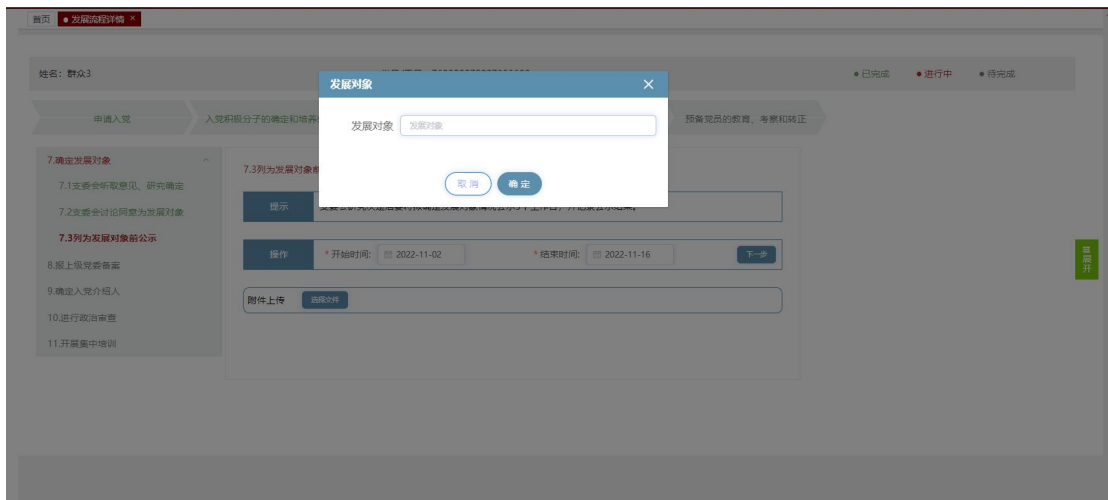 首页 ● 发展流程详情 ×
姓名：群众3
● 已完成 ● 进行中 ● 待完成
发展对象 ×
发展对象 发展对象
取消 确定
申请入党
入党积极分子的确定和培养
预备党员的教育、考察和转正
7.确定发展对象
7.1支委会听取意见、研究确定
7.2支委会讨论同意为发展对象
7.3列为发展对象前公示
8.报上级党委备案
9.确定入党介绍人
10.进行政治审查
11.开展集中培训
7.3列为发展对象前
提示
操作 *开始时间： 2022-11-02 *结束时间： 2022-11-16 下一步
附件上传 选择文件
展开